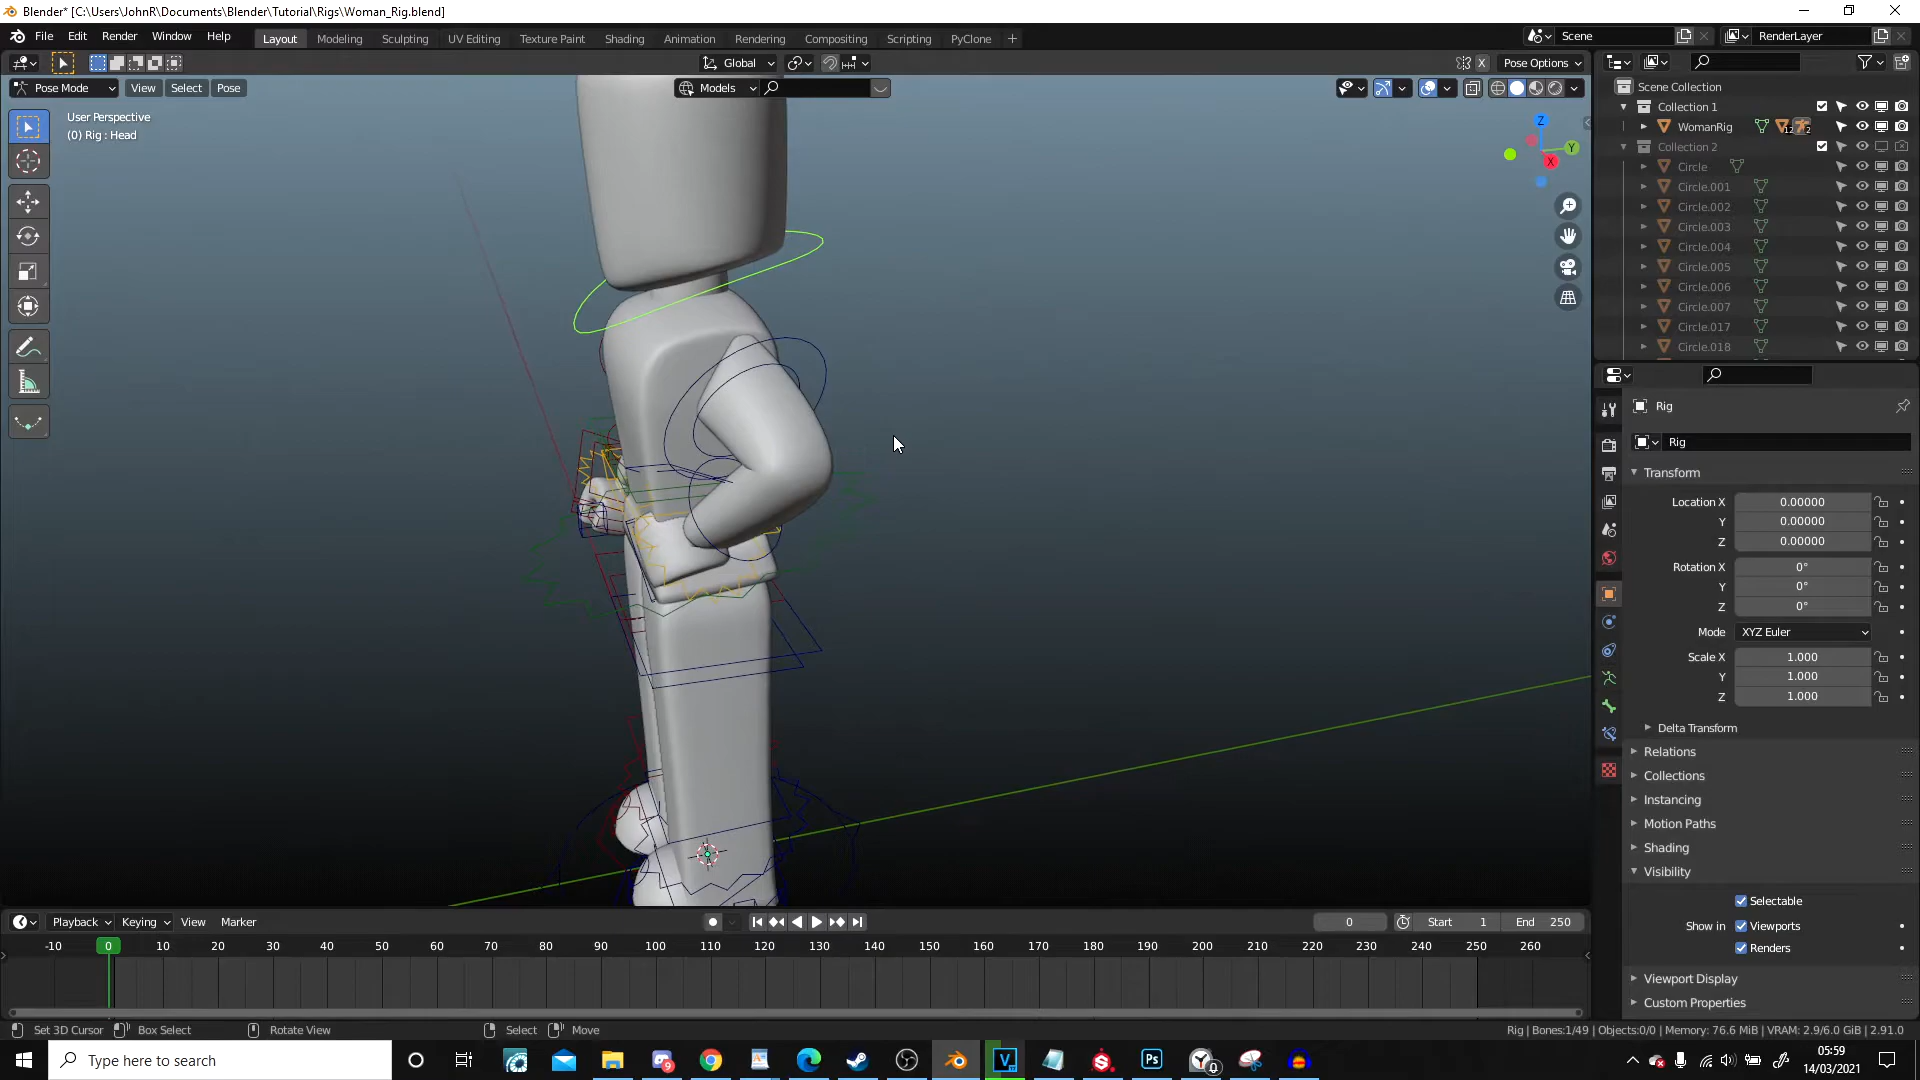 Blender* [C:\Users\JohnR\Documents\Blender\Tutorial\Rigs\Woman_Rig.blend]
File Edit Render Window Help Layout Modeling Sculpting UV Editing Texture Paint Shading Animation Rendering Compositing Scripting PyClone Scene RenderLayer
Global Pose Options
Pose Mode View Select Pose Models
User Perspective
(0) Rig : Head
Z
Y
X
Scene Collection
Collection 1
WomanRig 12 2
Collection 2
Circle
Circle.001
Circle.002
Circle.003
Circle.004
Circle.005
Circle.006
Circle.007
Circle.017
Circle.018
Rig
Rig
Transform
Location X 0.00000
Y 0.00000
Z 0.00000
Rotation X 0°
Y 0°
Z 0°
Mode XYZ Euler
Scale X 1.000
Y 1.000
Z 1.000
Delta Transform
Relations
Collections
Instancing
Motion Paths
Shading
Visibility
Selectable
Show in Viewports
Renders
Viewport Display
Custom Properties
Playback Keying View Marker 0 Start 1 End 250
-10 0 10 20 30 40 50 60 70 80 90 100 110 120 130 140 150 160 170 180 190 200 210 220 230 240 250 260
Set 3D Cursor Box Select Rotate View Select Move Rig | Bones:1/49 | Objects:0/0 | Memory: 76.6 MiB | VRAM: 2.9/6.0 GiB | 2.91.0
Type here to search
05:59
14/03/2021